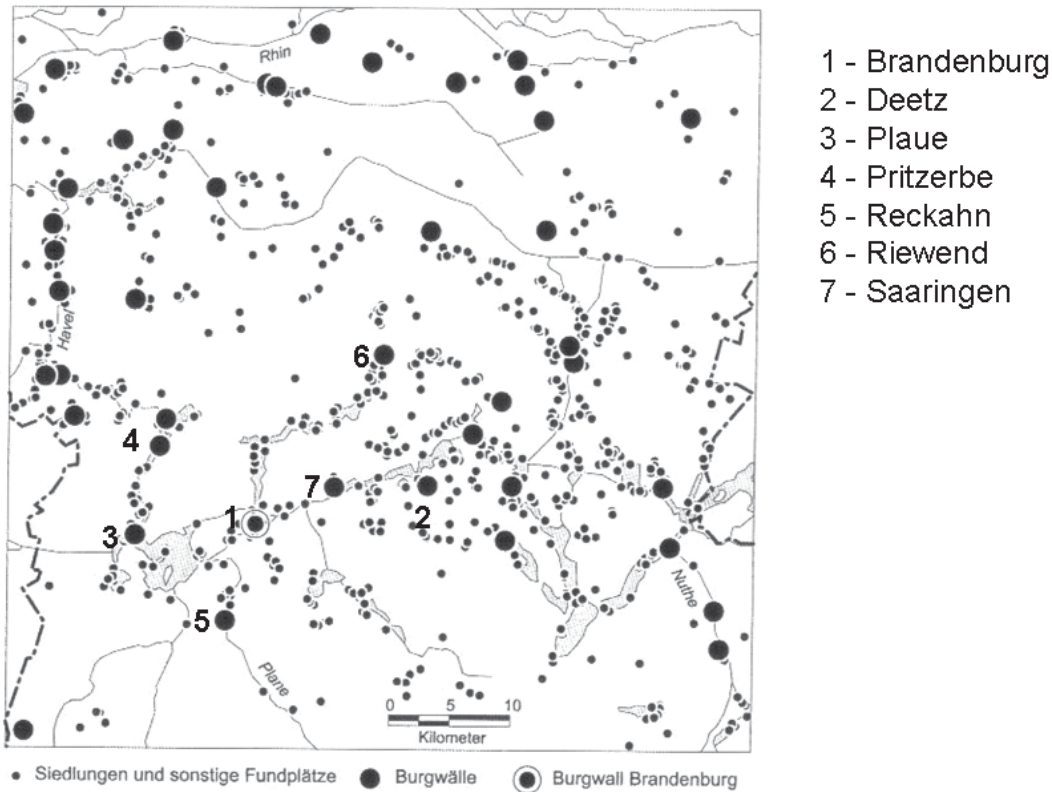 Rhin
Havel
6
4
7
1
2
3
5
Nuthe
Plane
0 5 10
Kilometer
• Siedlungen und sonstige Fundplätze ● Burgwälle Burgwall Brandenburg
1 - Brandenburg
2 - Deetz
3 - Plaue
4 - Pritzerbe
5 - Reckahn
6 - Riewend
7 - Saaringen